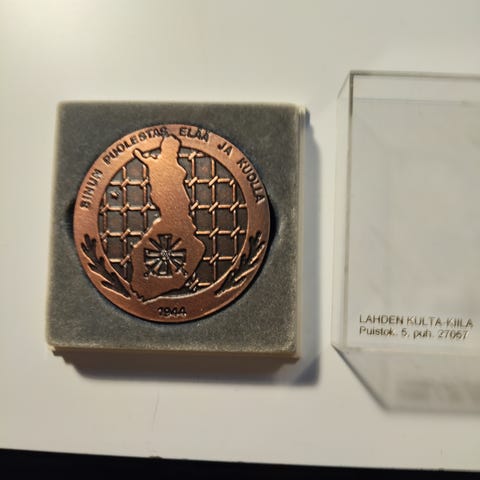 SINUN PUOLESTAS ELÄÄ JA KUOLLA
1944
LAHDEN KULTA-KIILA
Puistok. 5, puh. 27067